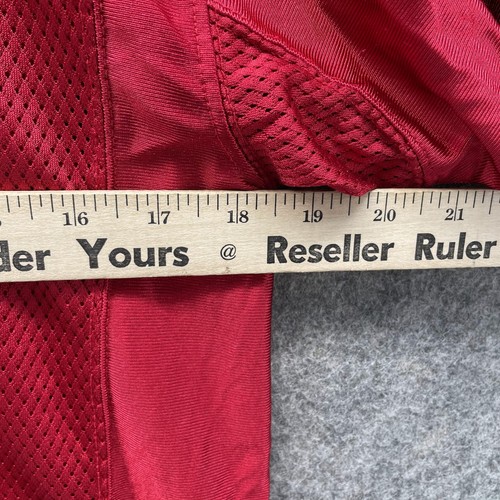 16 17 18 19 20 21
der Yours @ Reseller Ruler